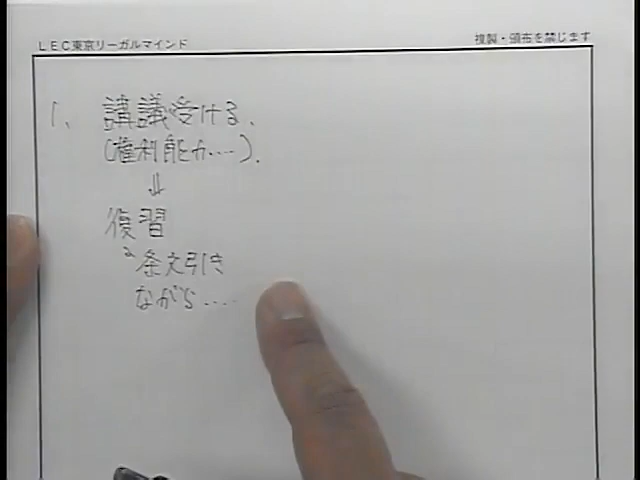 LEC東京リーガルマインド
複製・頒布を禁じます
1、 講議受ける、
(権利能力‥‥)、
⇓
復習
条文引き
ながら‥‥